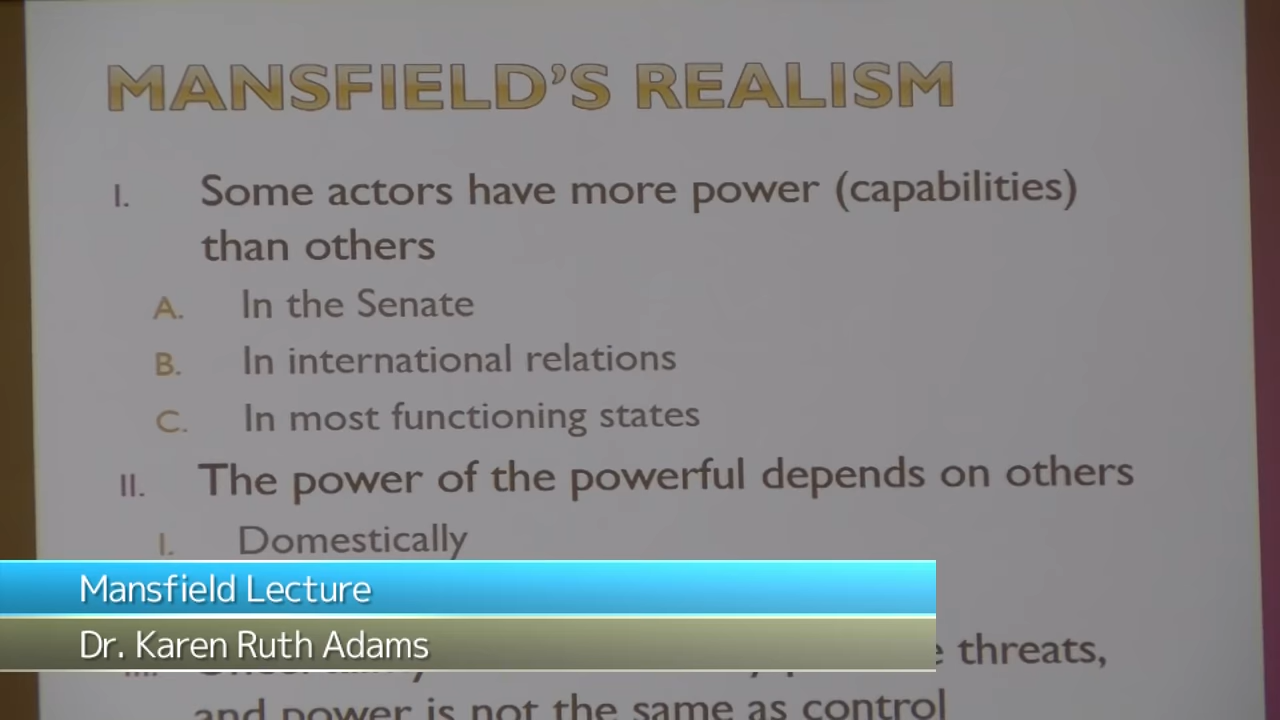 MANSFIELD'S REALISM
I. Some actors have more power (capabilities)
than others
A. In the Senate
B. In international relations
C. In most functioning states
II. The power of the powerful depends on others
I. Domestically
Mansfield Lecture
Dr. Karen Ruth Adams
threats,
and power is not the same as control